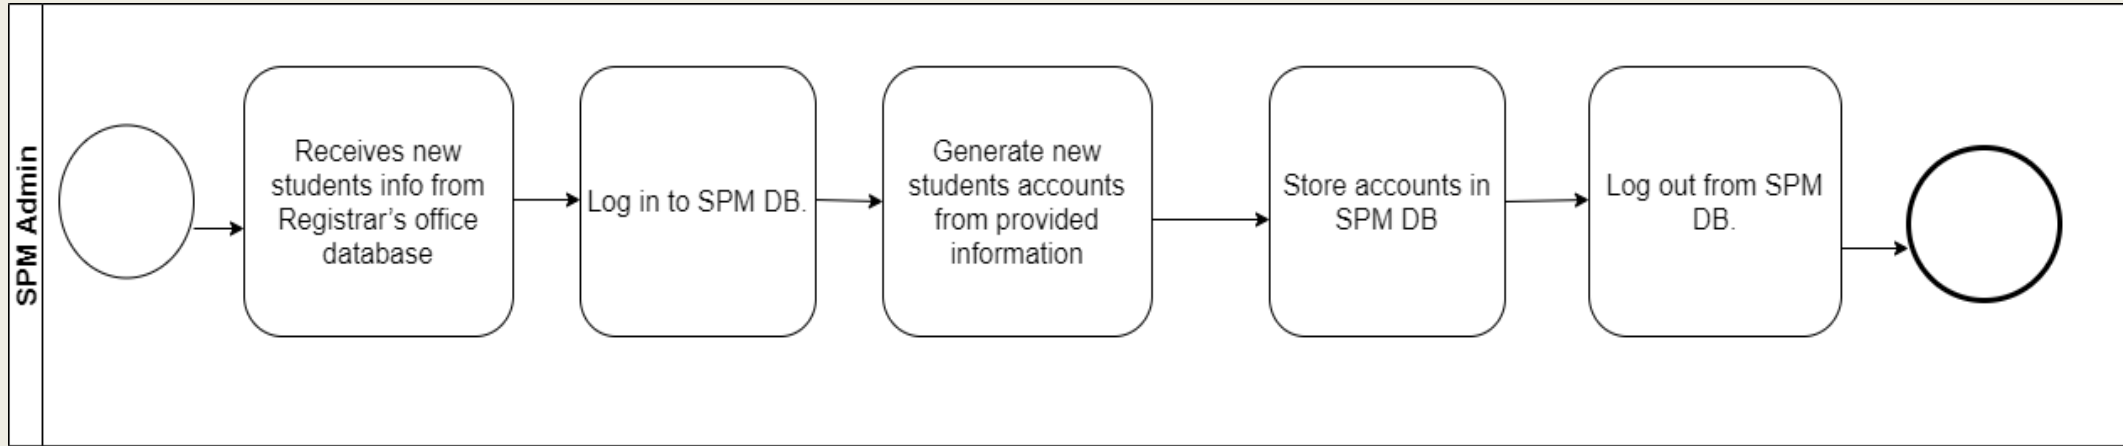 SPM Admin
Receives new
students info from
Registrar’s office
database
Log in to SPM DB.
Generate new
students accounts
from provided
information
Store accounts in
SPM DB
Log out from SPM
DB.